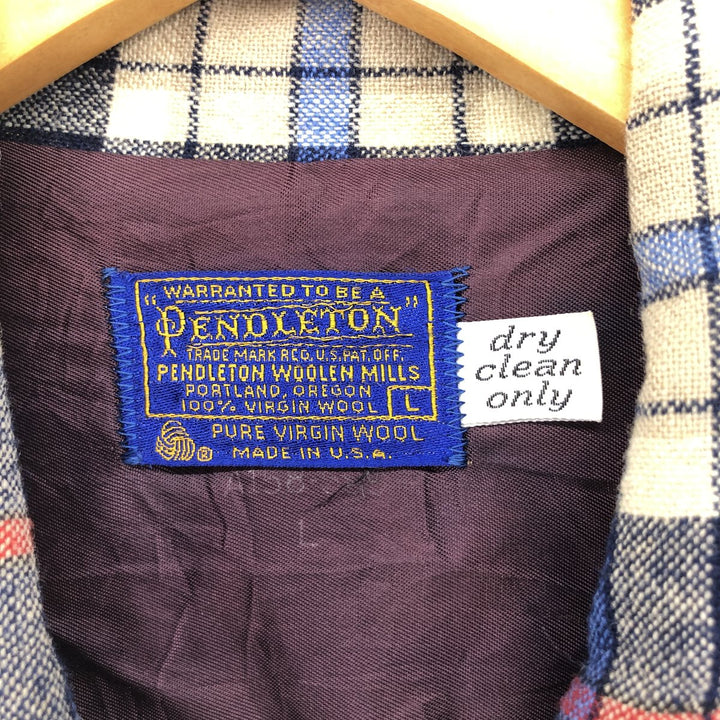 WARRANTED TO BE A
"PENDLETON"
TRADE MARK REG. U.S. PAT. OFF.
PENDLETON WOOLEN MILLS
PORTLAND, OREGON
100% VIRGIN WOOL L
PURE VIRGIN WOOL
®
MADE IN U.S.A.
dry
clean
only
L